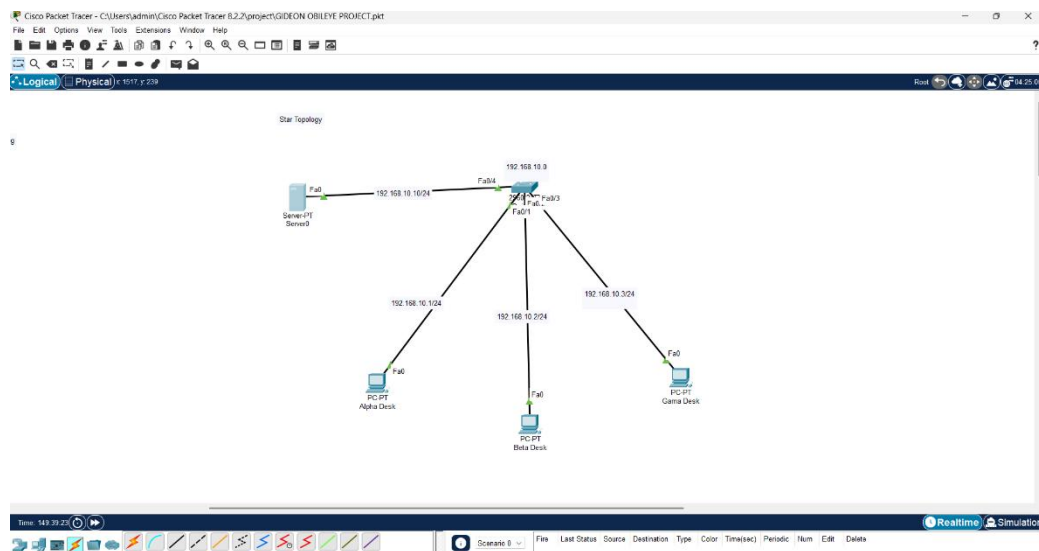 Cisco Packet Tracer - C:\Users\admin\Cisco Packet Tracer 8.2.2\project\GIDEON OBILEYE PROJECT.pkt
File Edit Options View Tools Extensions Window Help
?
Logical Physical x: 1517, y: 239 Root 04:25:0
Star Topology
g
192.168.10.0
Fa0/4
Fa0 192.168.10.10/24
Fa0/3
Fa0/1
Server-PT
Server0
192.168.10.3/24
192.168.10.1/24
192.168.10.2/24
Fa0
Fa0
PC-PT
Alpha Desk
Fa0
PC-PT
Gama Desk
PC-PT
Beta Desk
Time: 149:39:23 Realtime Simulation
Scenario 0 Fire Last Status Source Destination Type Color Time(sec) Periodic Num Edit Delete